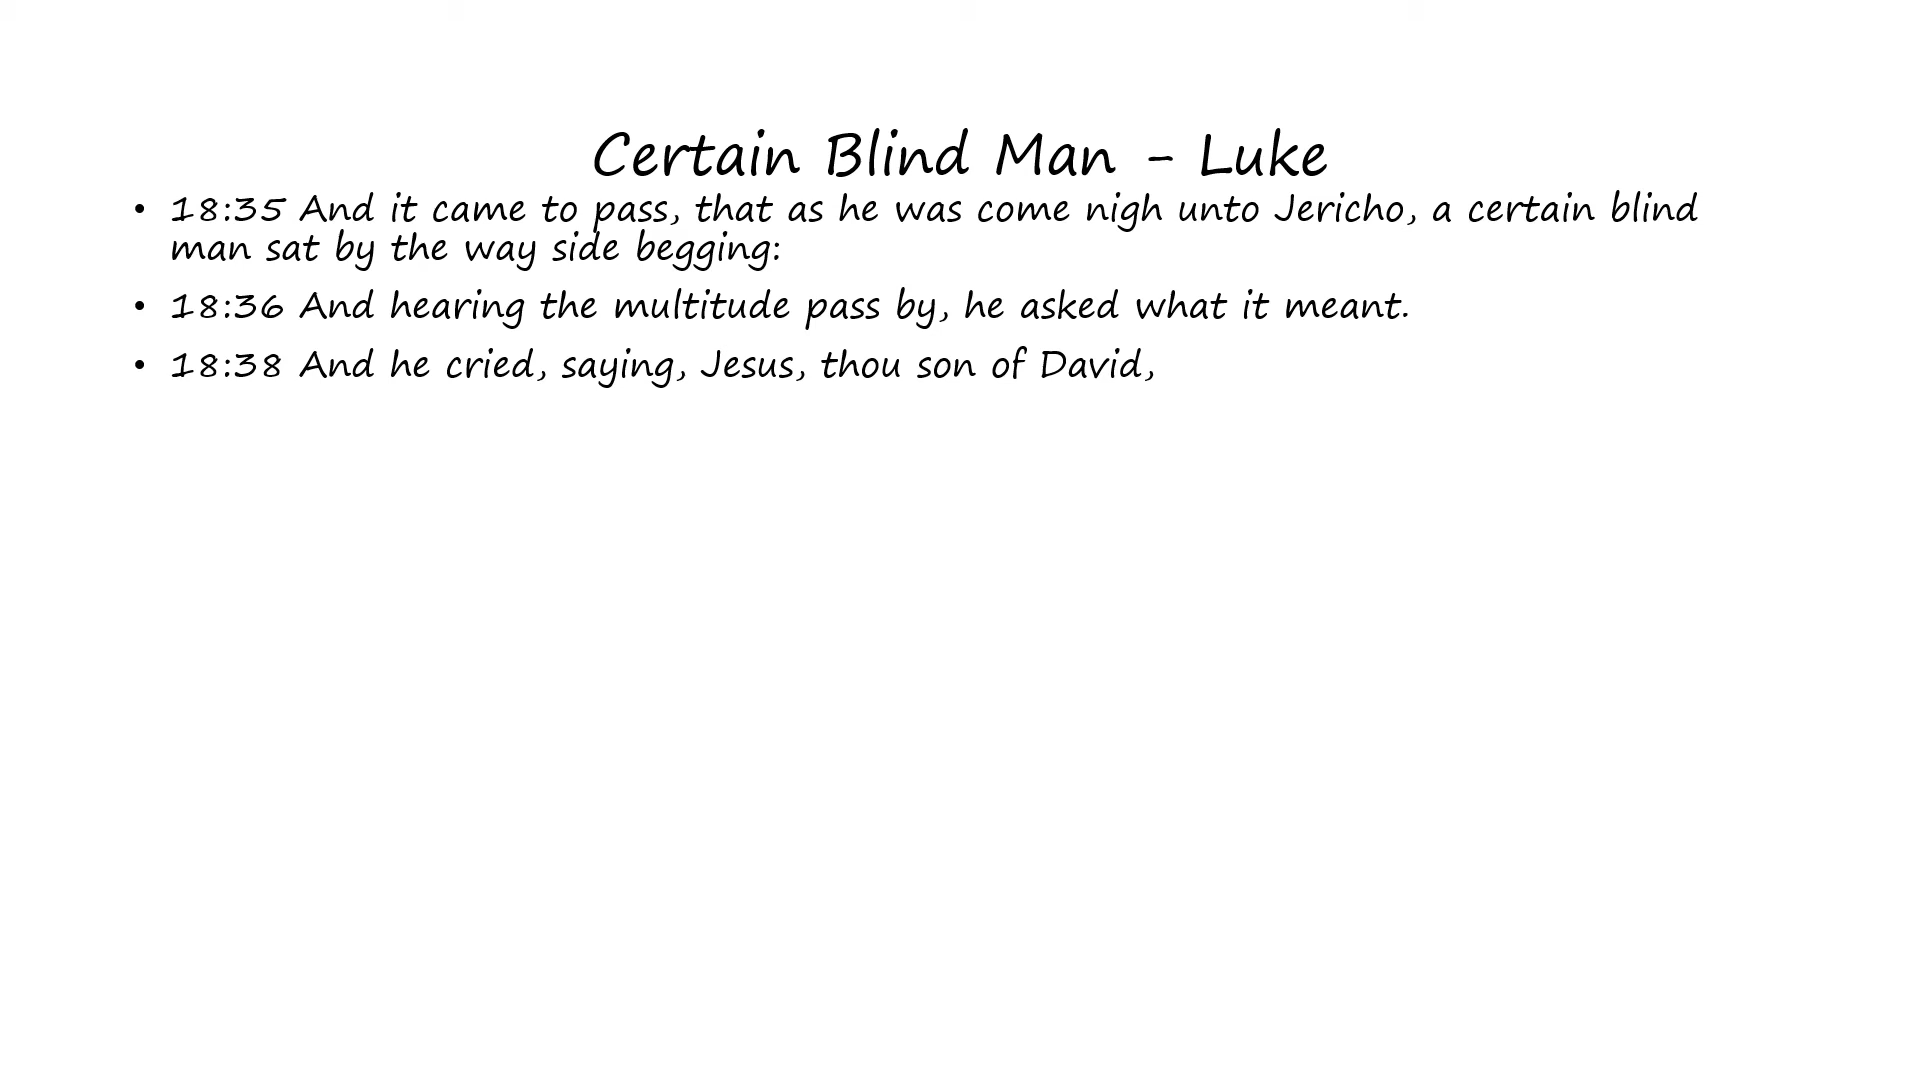 Certain Blind Man - Luke
• 18:35 And it came to pass, that as he was come nigh unto Jericho, a certain blind
man sat by the way side begging:
• 18:36 And hearing the multitude pass by, he asked what it meant.
• 18:38 And he cried, saying, Jesus, thou son of David,